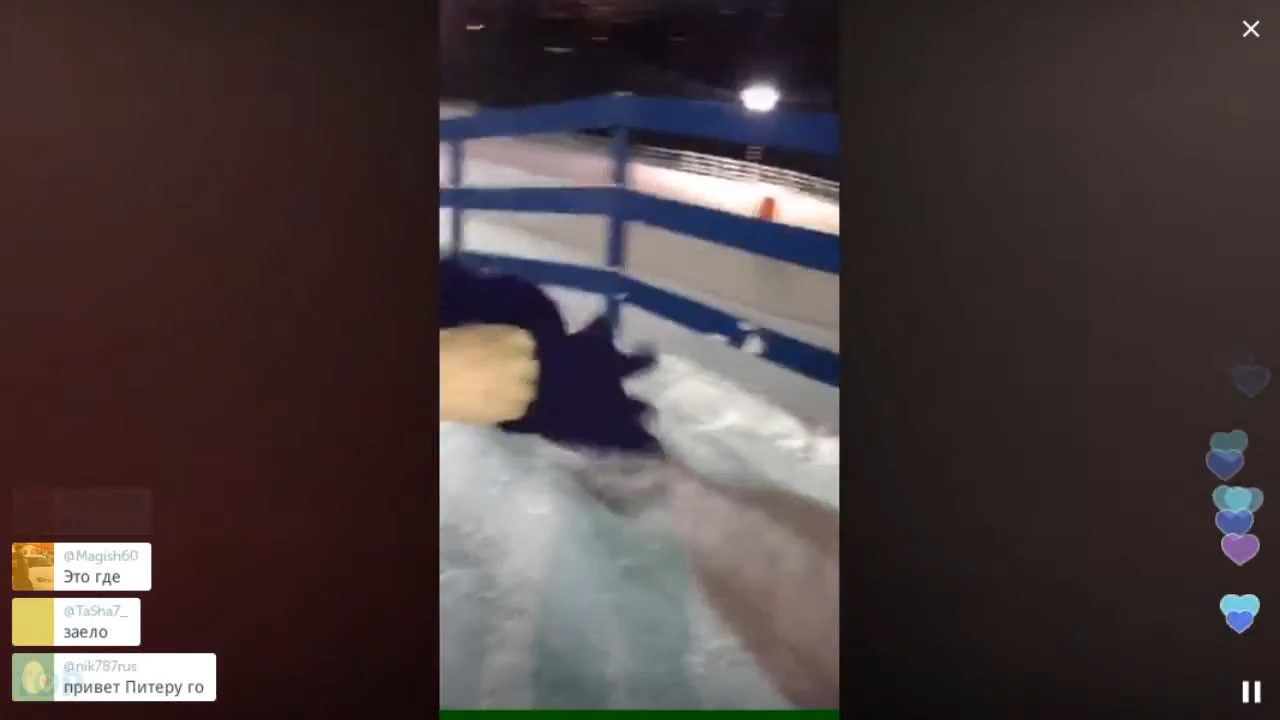 @Magish60
Это где
@TaSha7_
заело
@nik787rus
привет Питеру го